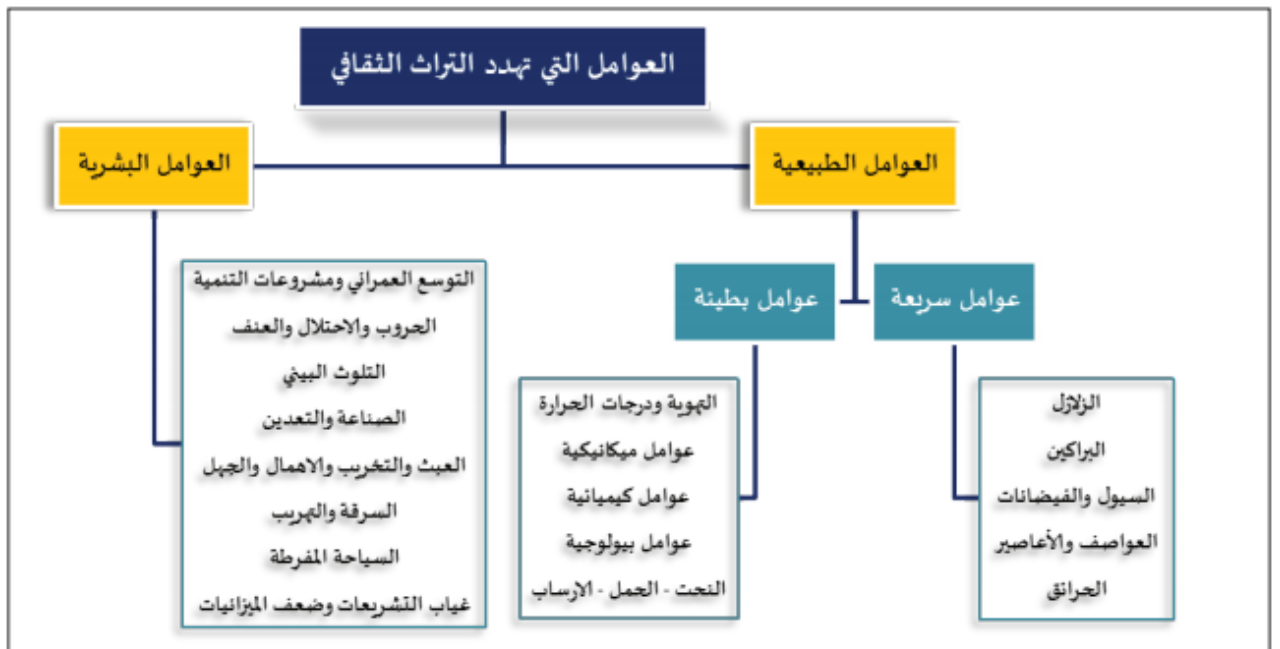 العوامل التي تهدد التراث الثقافي
العوامل الطبيعية
العوامل البشرية
عوامل سريعة
عوامل بطيئة
الزلازل
البراكين
السيول والفيضانات
العواصف والأعاصير
الحرائق
التهوية ودرجات الحرارة
عوامل ميكانيكية
عوامل كيميائية
عوامل بيولوجية
النحت - الحمل - الارساب
التوسع العمراني ومشروعات التنمية
الحروب والاحتلال والعنف
التلوث البيئي
الصناعة والتعدين
العبث والتخريب والاهمال والجهل
السرقة والتهريب
السياحة المفرطة
غياب التشريعات وضعف الميزانيات